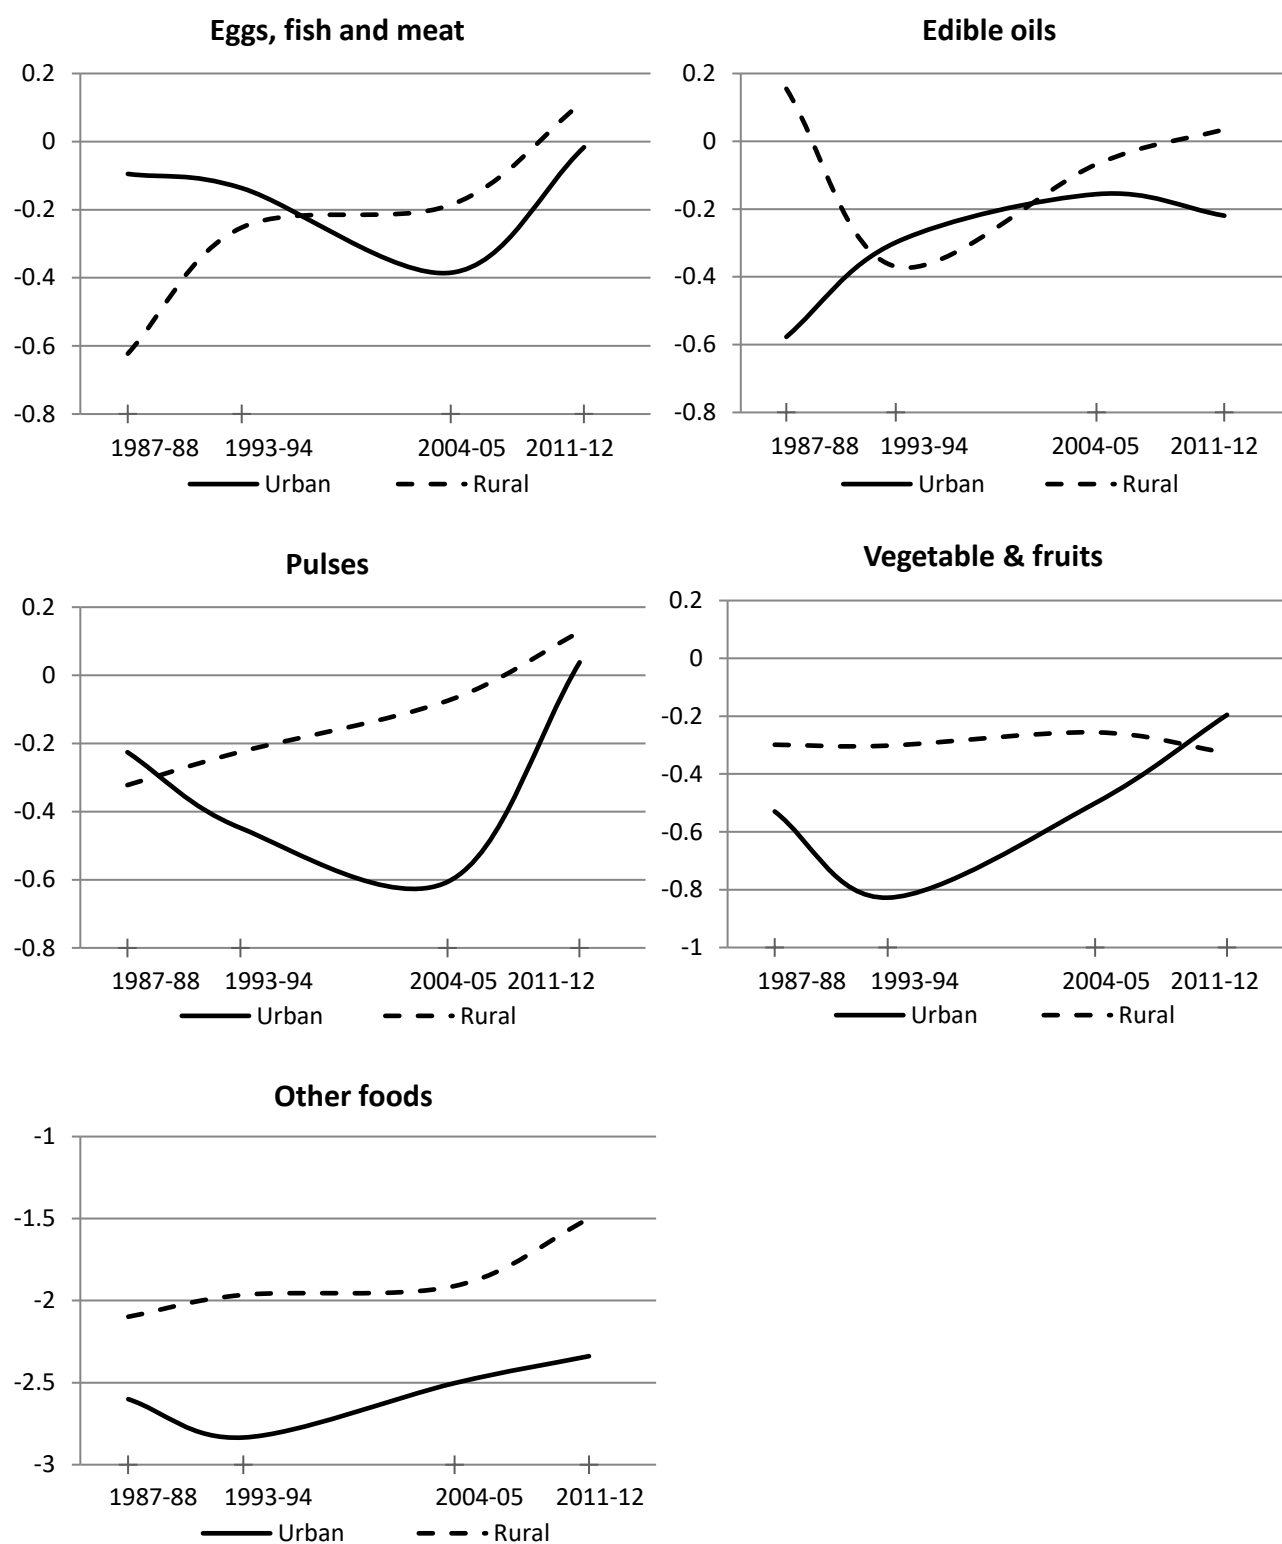 Eggs, fish and meat
0.2
0
-0.2
-0.4
-0.6
-0.8
1987-88 1993-94 2004-05 2011-12
Urban Rural
Edible oils
0.2
0
-0.2
-0.4
-0.6
-0.8
1987-88 1993-94 2004-05 2011-12
Urban Rural
Pulses
0.2
0
-0.2
-0.4
-0.6
-0.8
1987-88 1993-94 2004-05 2011-12
Urban Rural
Vegetable & fruits
0.2
0
-0.2
-0.4
-0.6
-0.8
-1
1987-88 1993-94 2004-05 2011-12
Urban Rural
Other foods
-1
-1.5
-2
-2.5
-3
1987-88 1993-94 2004-05 2011-12
Urban Rural